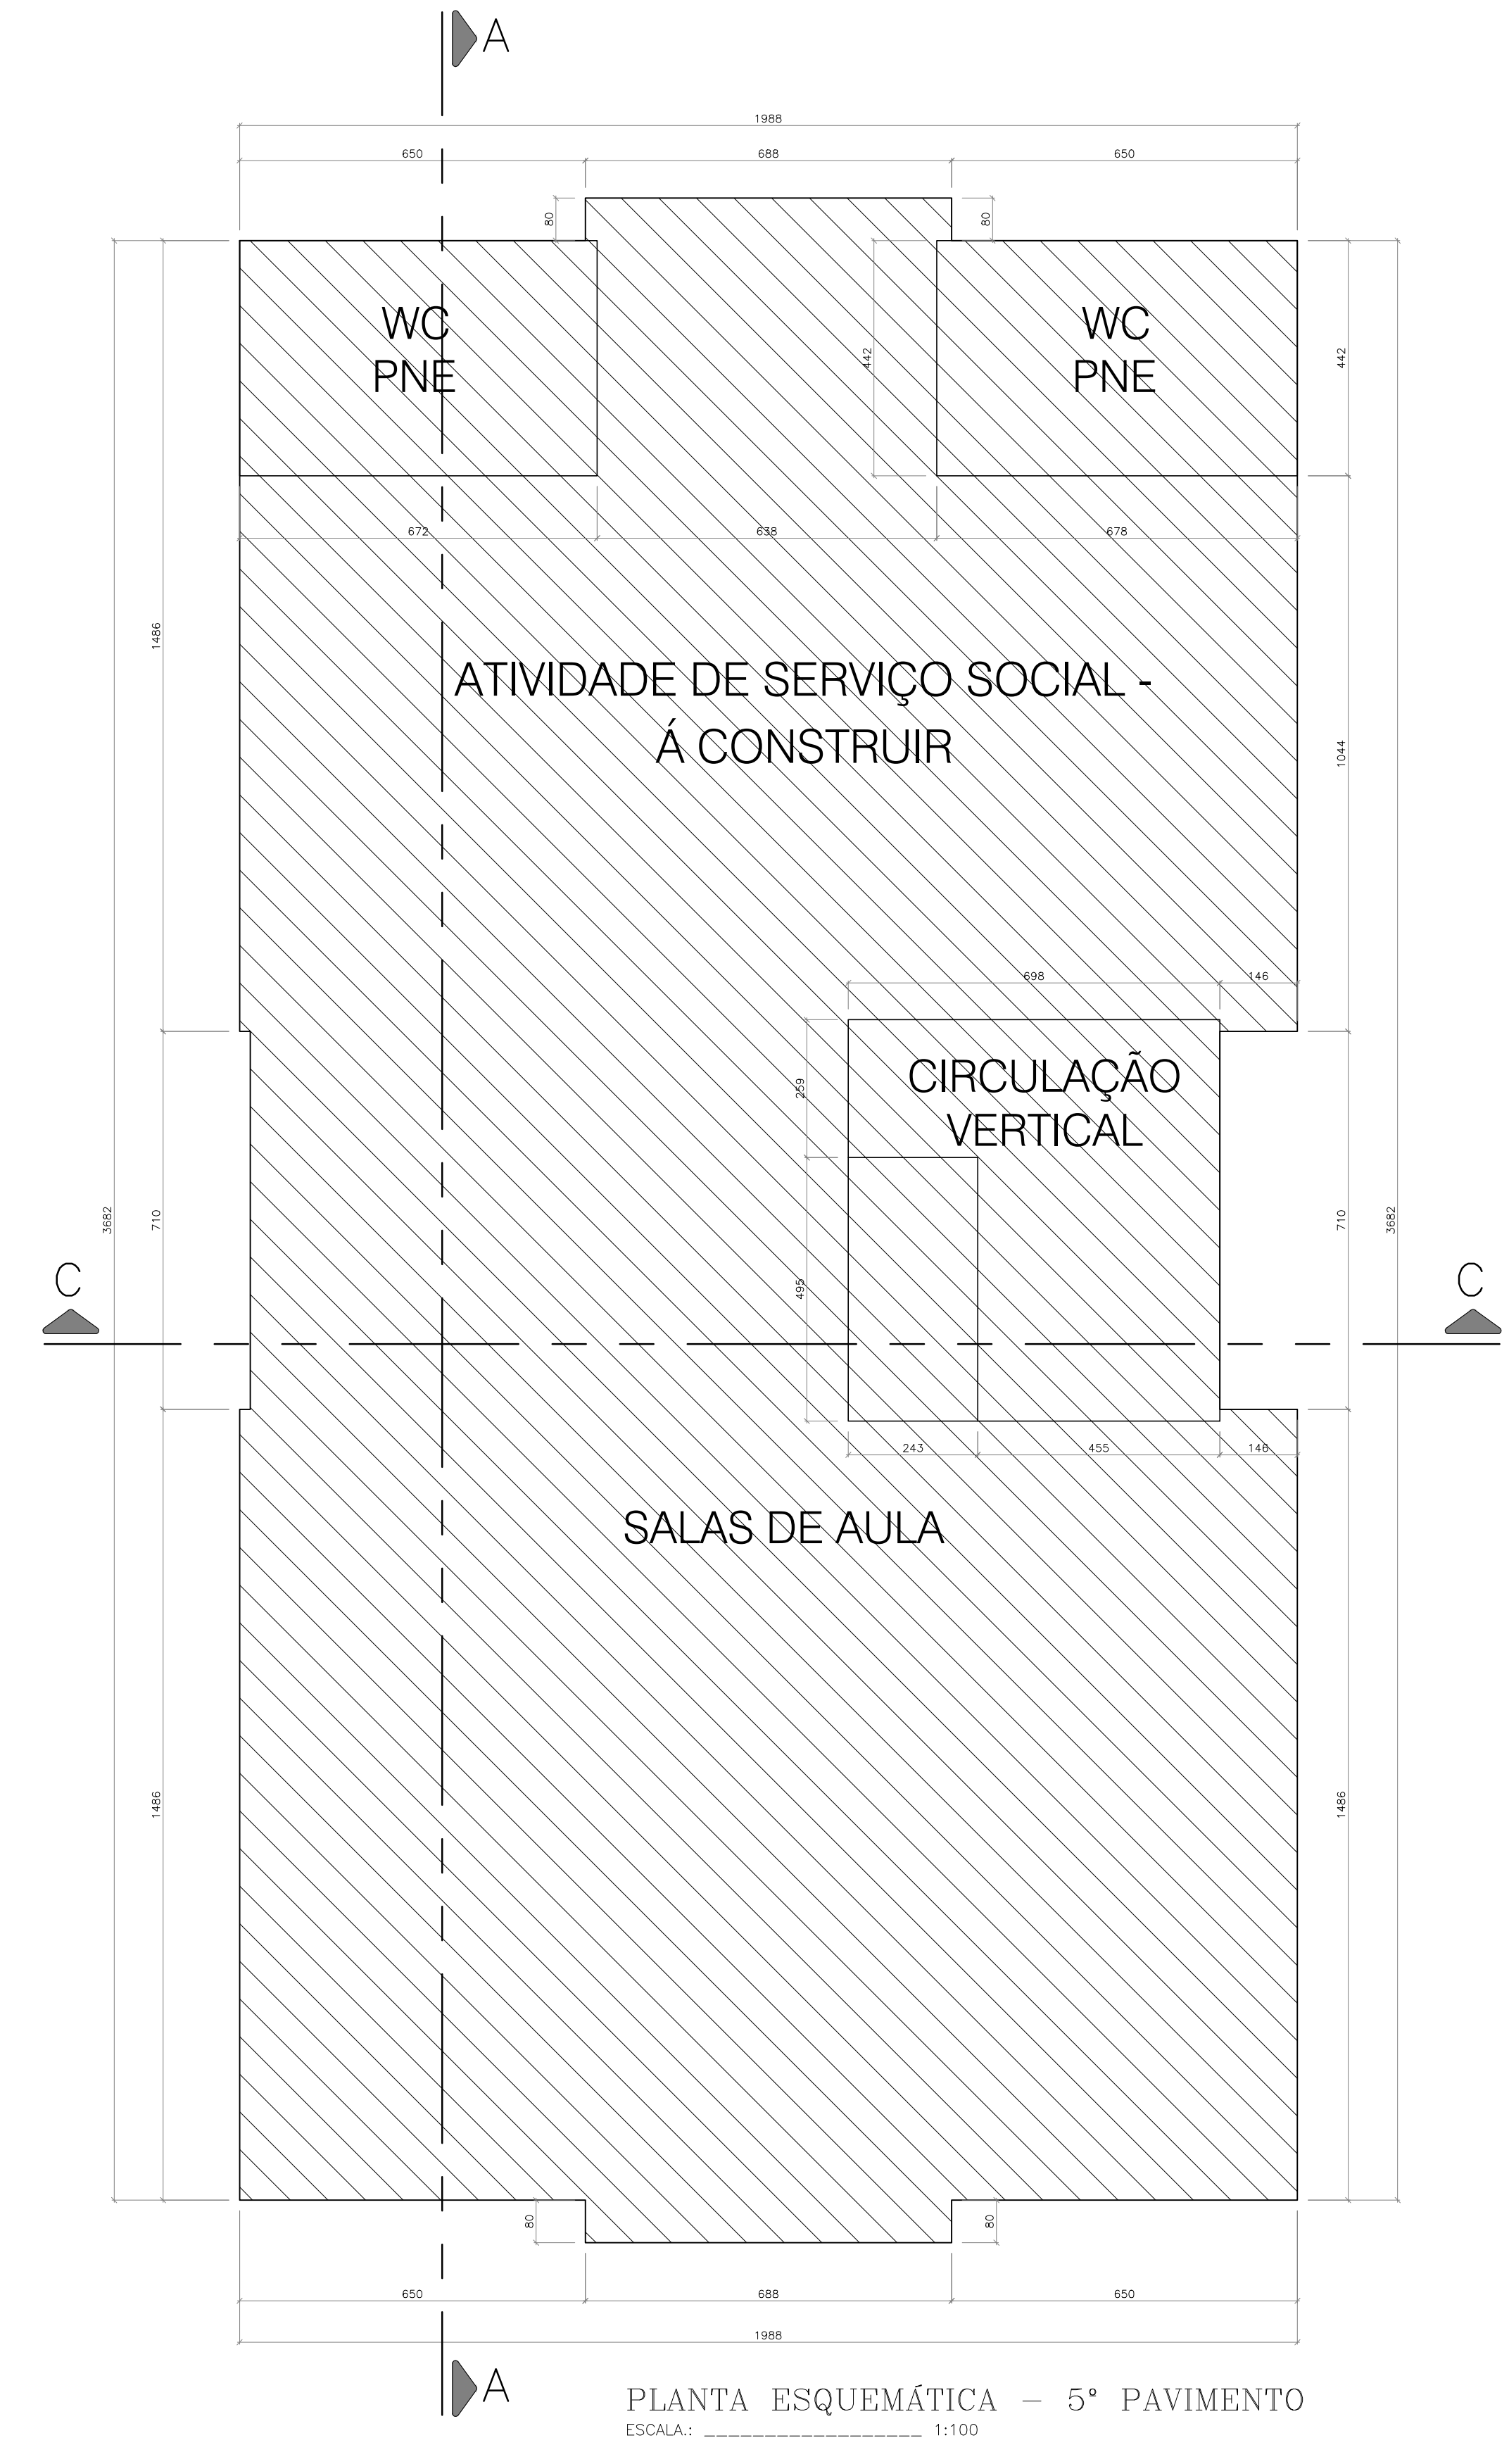 A
1988
650
688
650
80
80
WC
PNE
WC
PNE
442
442
672
638
678
1486
ATIVIDADE DE SERVIÇO SOCIAL -
Á CONSTRUIR
1044
698
146
259
CIRCULAÇÃO
VERTICAL
3682
710
710
3682
C
C
495
243
455
146
SALAS DE AULA
1486
1486
80
80
650
688
650
1988
A
PLANTA ESQUEMÁTICA – 5º PAVIMENTO
ESCALA.: __________________ 1:100